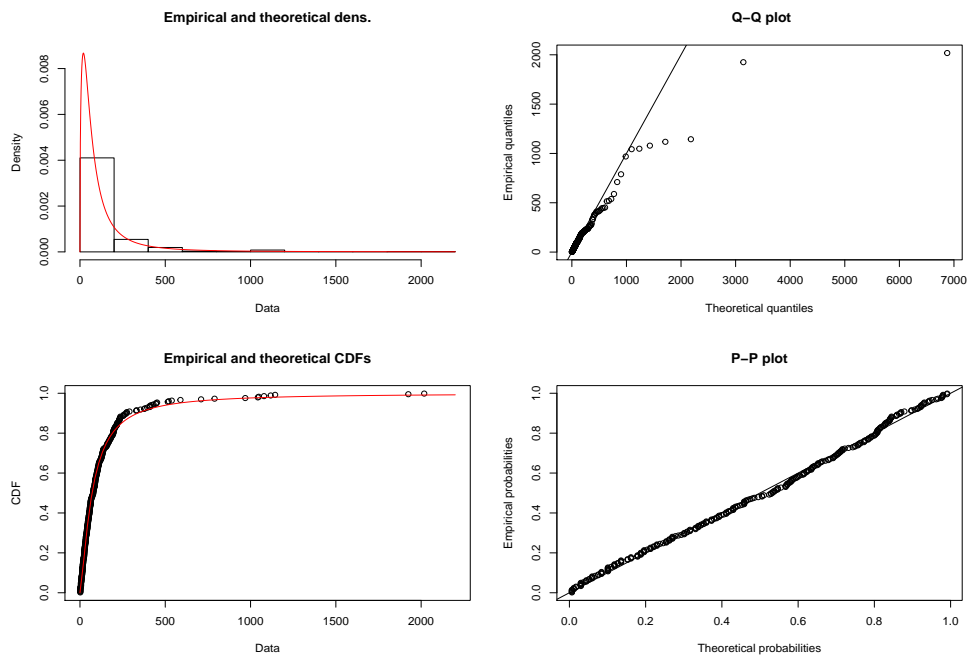 Empirical and theoretical dens.
Density
0.000 0.002 0.004 0.006 0.008
0 500 1000 1500 2000
Data
Q−Q plot
Empirical quantiles
0 500 1000 1500 2000
0 1000 2000 3000 4000 5000 6000 7000
Theoretical quantiles
Empirical and theoretical CDFs
CDF
0.0 0.2 0.4 0.6 0.8 1.0
0 500 1000 1500 2000
Data
P−P plot
Empirical probabilities
0.0 0.2 0.4 0.6 0.8 1.0
0.0 0.2 0.4 0.6 0.8 1.0
Theoretical probabilities